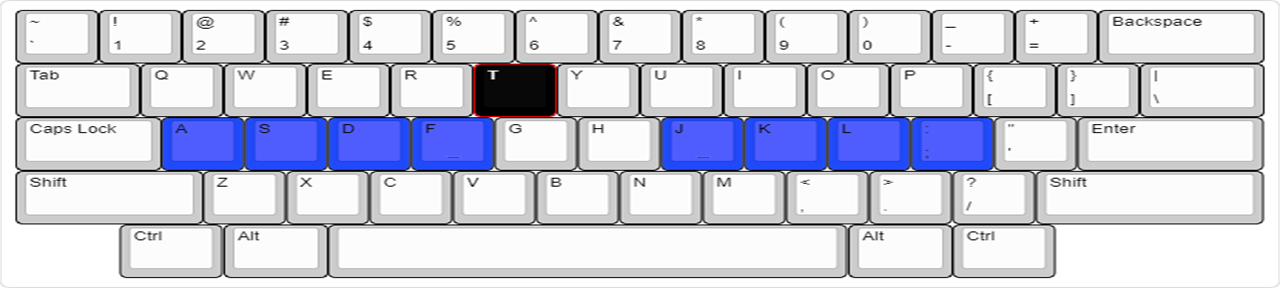 ~ ! @ # $ % ^ & * ( ) _ + Backspace
` 1 2 3 4 5 6 7 8 9 0 - =
Tab Q W E R T Y U I O P { } |
[ ] \
Caps Lock A S D F G H J K L : " Enter
_ _ ; '
Shift Z X C V B N M < > ? Shift
, . /
Ctrl Alt Alt Ctrl